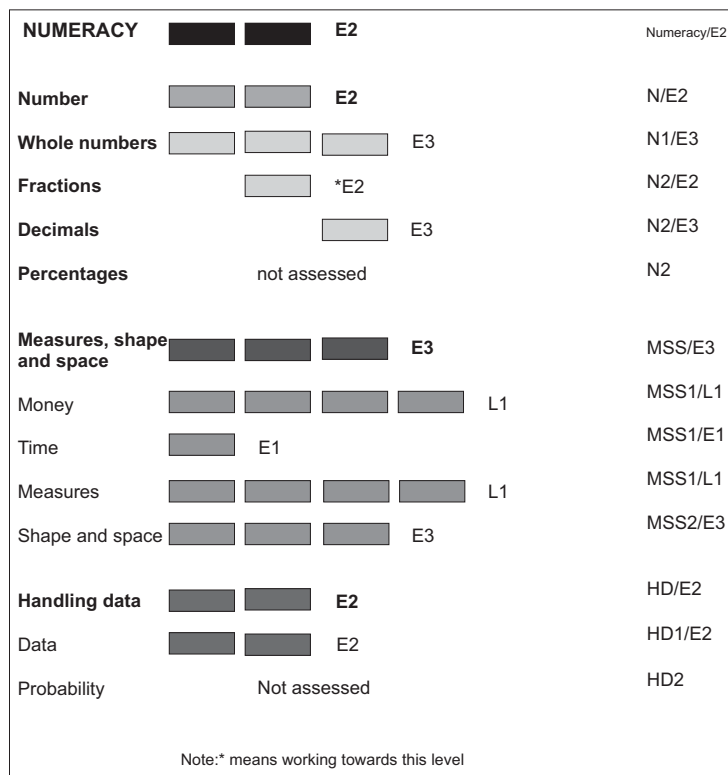 NUMERACY E2 Numeracy/E2
Number E2 N/E2
Whole numbers E3 N1/E3
Fractions *E2 N2/E2
Decimals E3 N2/E3
Percentages not assessed N2
Measures, shape
and space E3 MSS/E3
Money L1 MSS1/L1
Time E1 MSS1/E1
Measures L1 MSS1/L1
Shape and space E3 MSS2/E3
Handling data E2 HD/E2
Data E2 HD1/E2
Probability Not assessed HD2
Note:* means working towards this level